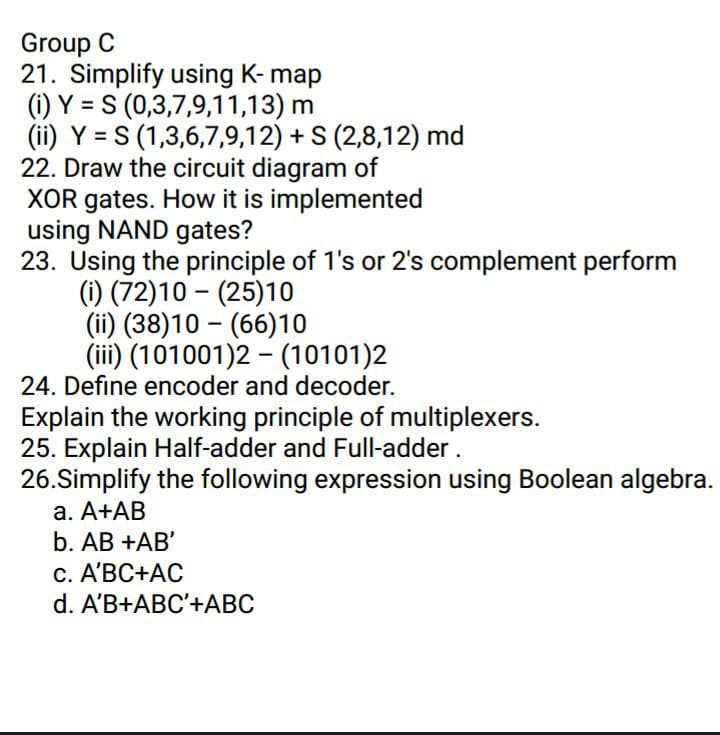 Group C
21. Simplify using K- map
(i) Y = S (0,3,7,9,11,13) m
(ii) Y = S (1,3,6,7,9,12) + S (2,8,12) md
22. Draw the circuit diagram of
XOR gates. How it is implemented
using NAND gates?
23. Using the principle of 1's or 2's complement perform
(i) (72)10 – (25)10
(ii) (38)10 – (66)10
(iii) (101001)2 – (10101)2
24. Define encoder and decoder.
Explain the working principle of multiplexers.
25. Explain Half-adder and Full-adder .
26.Simplify the following expression using Boolean algebra.
a. A+AB
b. AB +AB′
c. A′BC+AC
d. A′B+ABC′+ABC